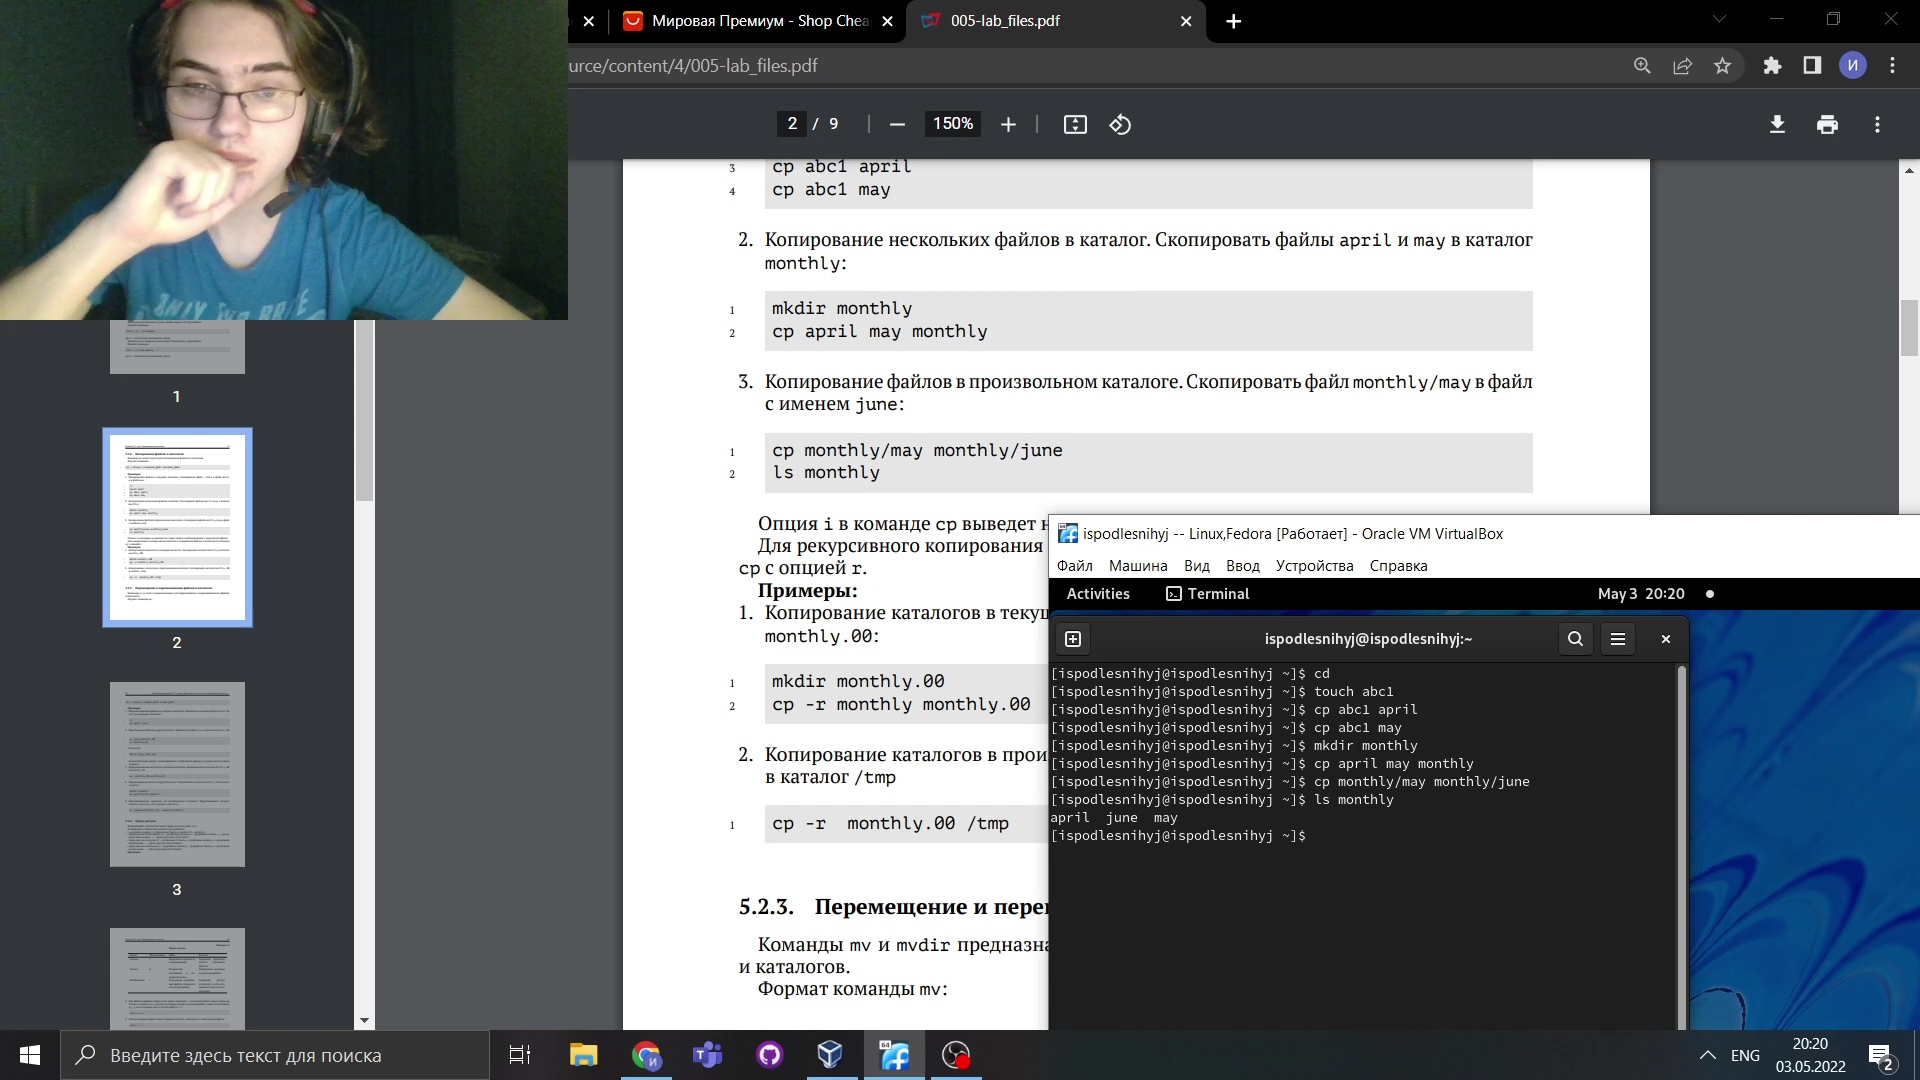 Мировая Премиум - Shop Chea
005-lab_files.pdf
urce/content/4/005-lab_files.pdf
И
2 / 9
150%
3 cp abc1 april
4 cp abc1 may
2. Копирование нескольких файлов в каталог. Скопировать файлы april и may в каталог
monthly:
1 mkdir monthly
2 cp april may monthly
3. Копирование файлов в произвольном каталоге. Скопировать файл monthly/may в файл
с именем june:
1 cp monthly/may monthly/june
2 ls monthly
Опция i в команде cp выведет н
Для рекурсивного копирования
cp с опцией r.
Примеры:
1. Копирование каталогов в теку
monthly.00:
1 mkdir monthly.00
2 cp -r monthly monthly.00
2. Копирование каталогов в прои
в каталог /tmp
1 cp -r monthly.00 /tmp
5.2.3. Перемещение и пере
Команды mv и mvdir предназна
и каталогов.
Формат команды mv:
1
2
3
ispodlesnihyj -- Linux,Fedora [Работает] - Oracle VM VirtualBox
Файл Машина Вид Ввод Устройства Справка
Activities Terminal May 3 20:20
ispodlesnihyj@ispodlesnihyj:~
[ispodlesnihyj@ispodlesnihyj ~]$ cd
[ispodlesnihyj@ispodlesnihyj ~]$ touch abc1
[ispodlesnihyj@ispodlesnihyj ~]$ cp abc1 april
[ispodlesnihyj@ispodlesnihyj ~]$ cp abc1 may
[ispodlesnihyj@ispodlesnihyj ~]$ mkdir monthly
[ispodlesnihyj@ispodlesnihyj ~]$ cp april may monthly
[ispodlesnihyj@ispodlesnihyj ~]$ cp monthly/may monthly/june
[ispodlesnihyj@ispodlesnihyj ~]$ ls monthly
april june may
[ispodlesnihyj@ispodlesnihyj ~]$
Введите здесь текст для поиска
64
ENG
20:20
03.05.2022
2